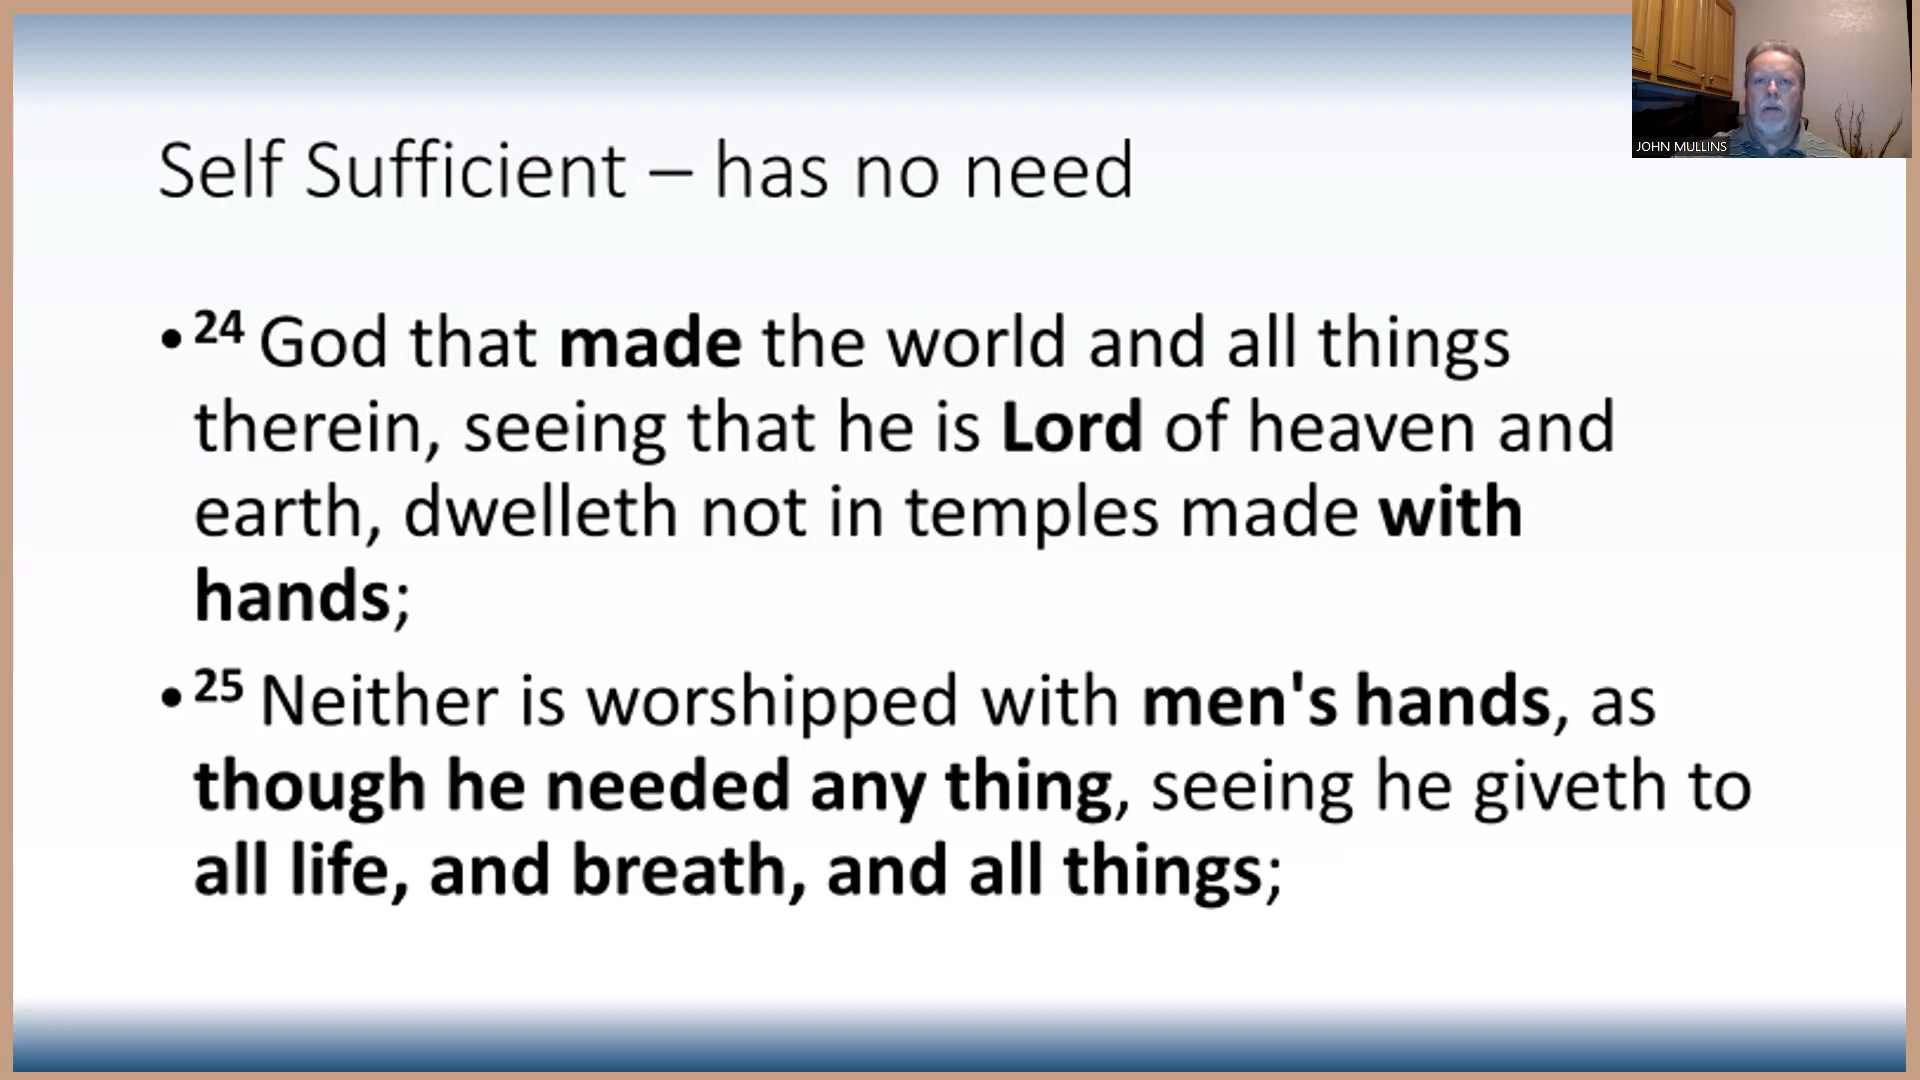 JOHN MULLINS
Self Sufficient – has no need
• 24 God that made the world and all things
therein, seeing that he is Lord of heaven and
earth, dwelleth not in temples made with
hands;
• 25 Neither is worshipped with men's hands, as
though he needed any thing, seeing he giveth to
all life, and breath, and all things;